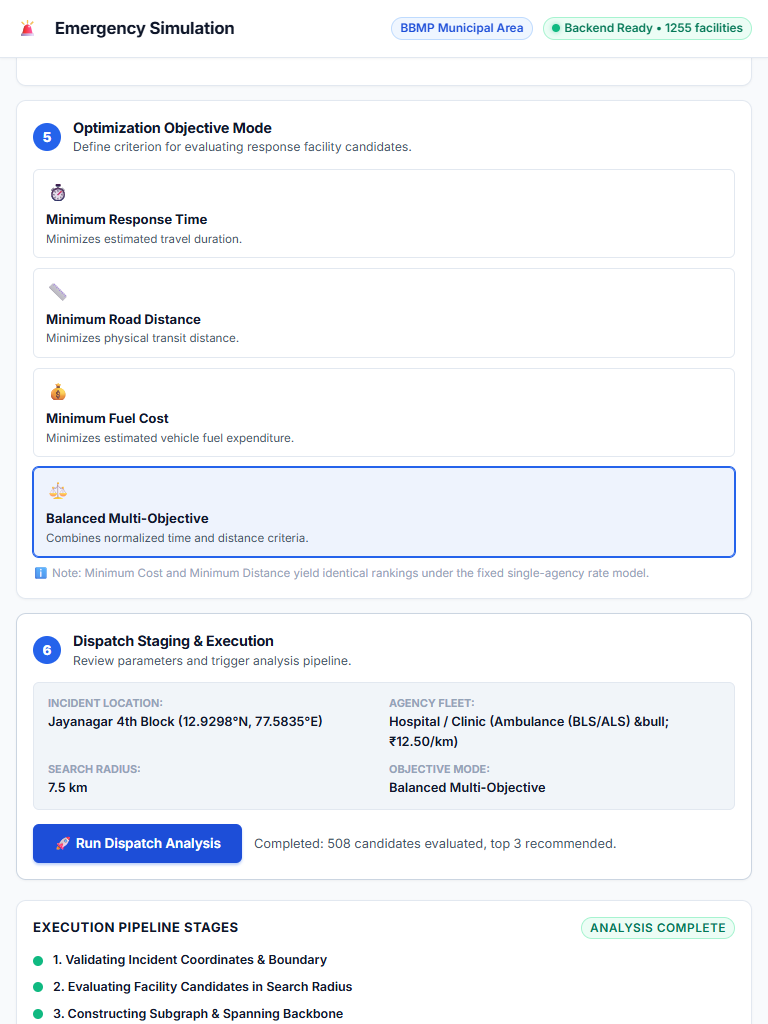 Emergency Simulation
BBMP Municipal Area
Backend Ready • 1255 facilities
5
Optimization Objective Mode
Define criterion for evaluating response facility candidates.
Minimum Response Time
Minimizes estimated travel duration.
Minimum Road Distance
Minimizes physical transit distance.
Minimum Fuel Cost
Minimizes estimated vehicle fuel expenditure.
Balanced Multi-Objective
Combines normalized time and distance criteria.
ℹ️ Note: Minimum Cost and Minimum Distance yield identical rankings under the fixed single-agency rate model.
6
Dispatch Staging & Execution
Review parameters and trigger analysis pipeline.
INCIDENT LOCATION:
Jayanagar 4th Block (12.9298°N, 77.5835°E)
AGENCY FLEET:
Hospital / Clinic (Ambulance (BLS/ALS) &bull;
₹12.50/km)
SEARCH RADIUS:
7.5 km
OBJECTIVE MODE:
Balanced Multi-Objective
🚀 Run Dispatch Analysis
Completed: 508 candidates evaluated, top 3 recommended.
EXECUTION PIPELINE STAGES
ANALYSIS COMPLETE
1. Validating Incident Coordinates & Boundary
2. Evaluating Facility Candidates in Search Radius
3. Constructing Subgraph & Spanning Backbone